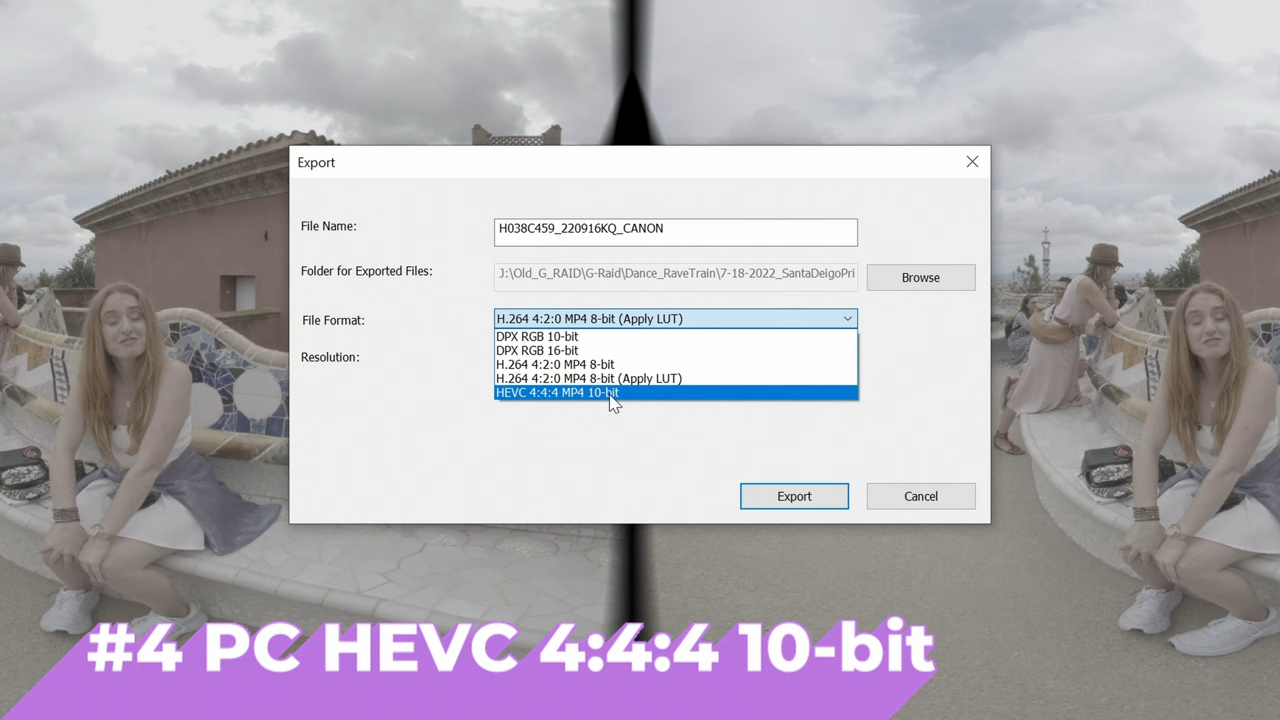 Export
File Name:
H038C459_220916KQ_CANON
Folder for Exported Files:
J:\Old_G_RAID\G-Raid\Dance_RaveTrain\7-18-2022_SantaDeigoPri
Browse
File Format:
H.264 4:2:0 MP4 8-bit (Apply LUT)
DPX RGB 10-bit
DPX RGB 16-bit
H.264 4:2:0 MP4 8-bit
H.264 4:2:0 MP4 8-bit (Apply LUT)
HEVC 4:4:4 MP4 10-bit
Resolution:
Export
Cancel
#4 PC HEVC 4:4:4 10-bit